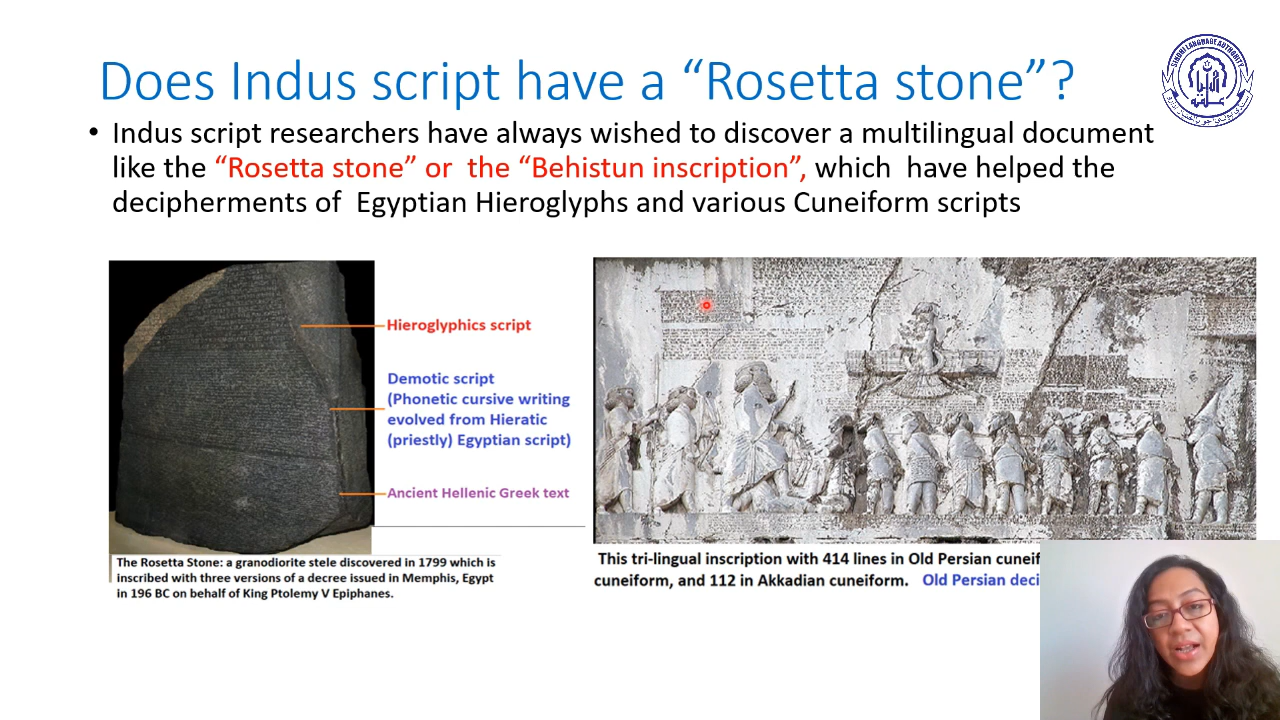 Does Indus script have a “Rosetta stone”?
SINDHI LANGUAGE AUTHORITY
• Indus script researchers have always wished to discover a multilingual document
like the “Rosetta stone” or the “Behistun inscription”, which have helped the
decipherments of Egyptian Hieroglyphs and various Cuneiform scripts
Hieroglyphics script
Demotic script
(Phonetic cursive writing
evolved from Hieratic
(priestly) Egyptian script)
Ancient Hellenic Greek text
The Rosetta Stone: a granodiorite stele discovered in 1799 which is
inscribed with three versions of a decree issued in Memphis, Egypt
in 196 BC on behalf of King Ptolemy V Epiphanes.
This tri-lingual inscription with 414 lines in Old Persian cuneif
cuneiform, and 112 in Akkadian cuneiform. Old Persian deci